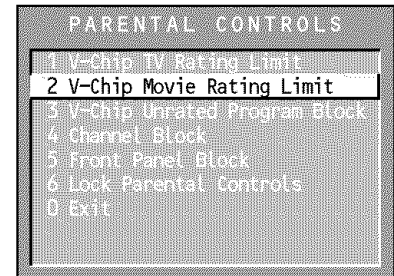 PARENTAL CONTROLS
1 V-Chip TV Rating Limit
2 V-Chip Movie Rating Limit
3 V-Chip Unrated Program Block
4 Channel Block
5 Front Panel Block
6 Lock Parental Controls
0 Exit